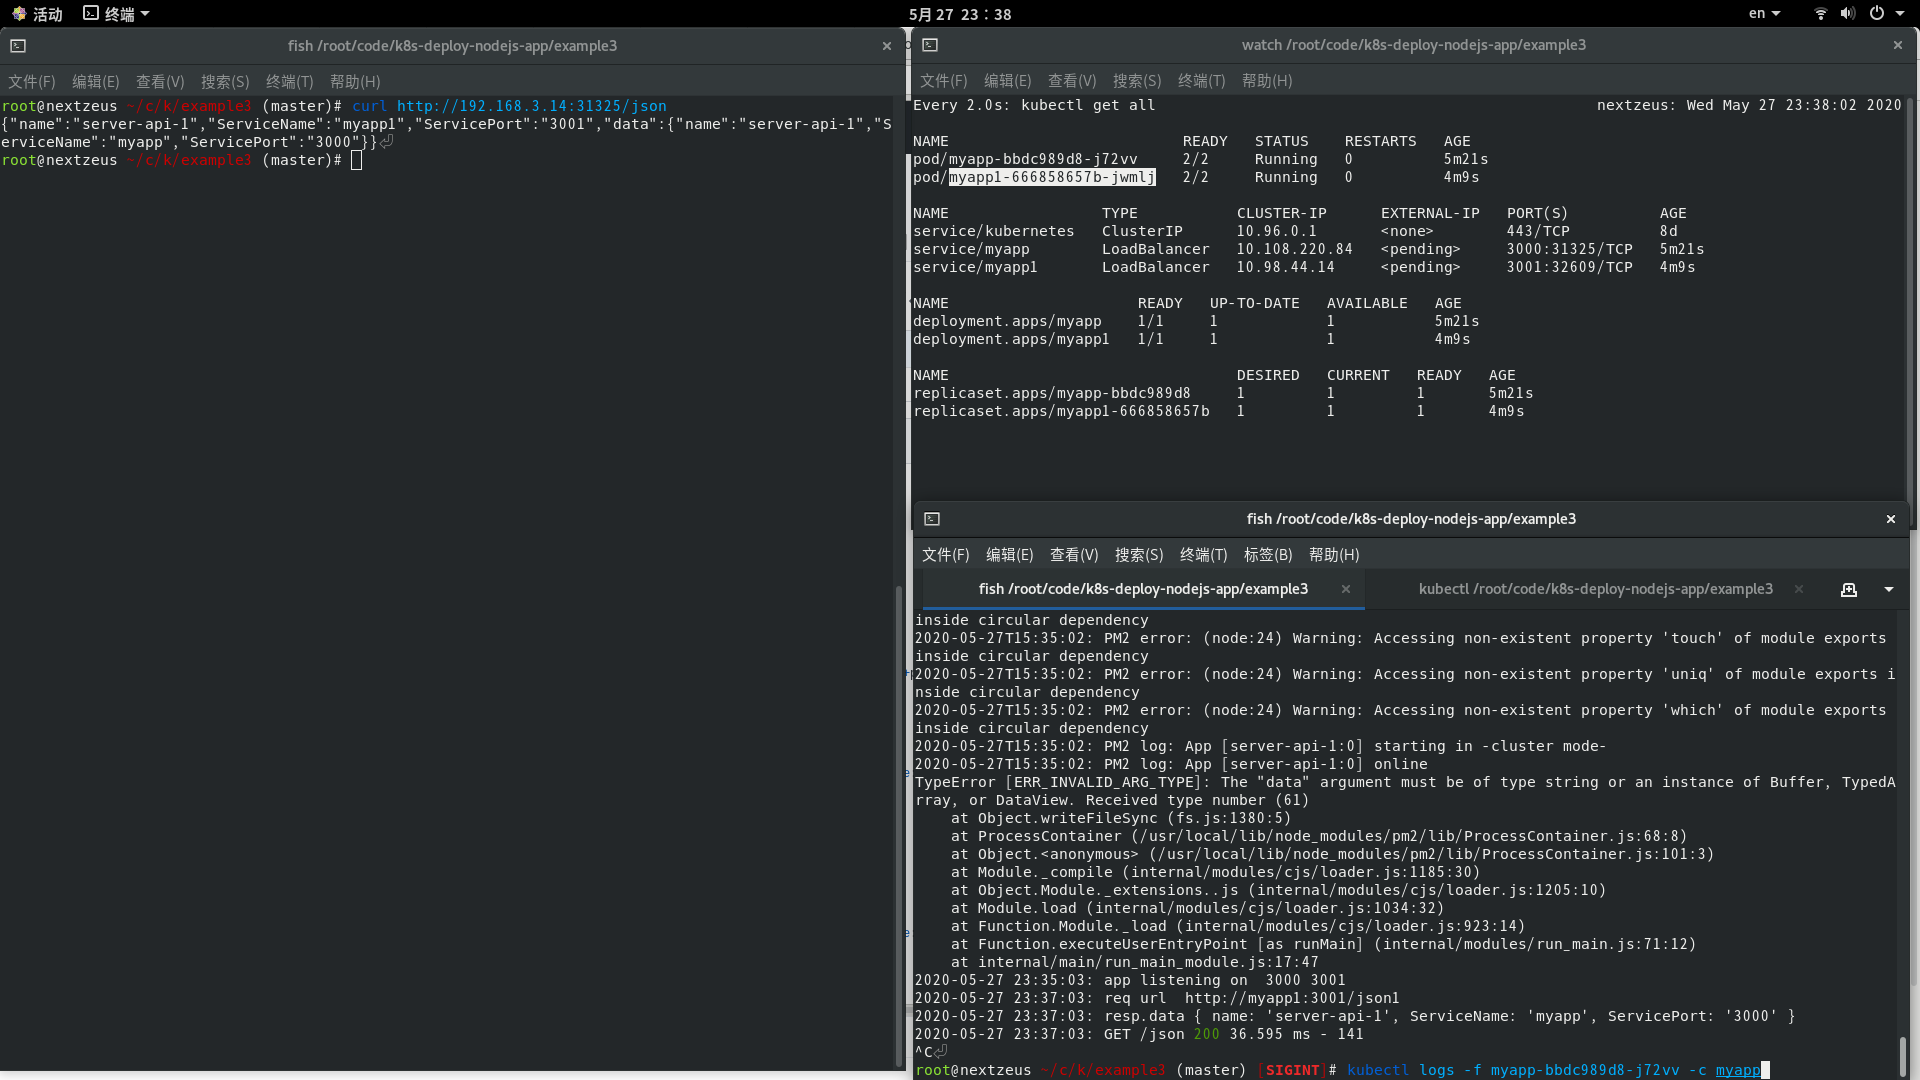 活动 终端 5月 27 23：38 en
fish /root/code/k8s-deploy-nodejs-app/example3
文件(F) 编辑(E) 查看(V) 搜索(S) 终端(T) 帮助(H)
root@nextzeus ~/c/k/example3 (master)# curl http://192.168.3.14:31325/json
{"name":"server-api-1","ServiceName":"myapp1","ServicePort":"3001","data":{"name":"server-api-1","S
erviceName":"myapp","ServicePort":"3000"}}⏎
root@nextzeus ~/c/k/example3 (master)#
watch /root/code/k8s-deploy-nodejs-app/example3
文件(F) 编辑(E) 查看(V) 搜索(S) 终端(T) 帮助(H)
Every 2.0s: kubectl get all nextzeus: Wed May 27 23:38:02 2020
NAME READY STATUS RESTARTS AGE
pod/myapp-bbdc989d8-j72vv 2/2 Running 0 5m21s
pod/myapp1-666858657b-jwmlj 2/2 Running 0 4m9s
NAME TYPE CLUSTER-IP EXTERNAL-IP PORT(S) AGE
service/kubernetes ClusterIP 10.96.0.1 <none> 443/TCP 8d
service/myapp LoadBalancer 10.108.220.84 <pending> 3000:31325/TCP 5m21s
service/myapp1 LoadBalancer 10.98.44.14 <pending> 3001:32609/TCP 4m9s
NAME READY UP-TO-DATE AVAILABLE AGE
deployment.apps/myapp 1/1 1 1 5m21s
deployment.apps/myapp1 1/1 1 1 4m9s
NAME DESIRED CURRENT READY AGE
replicaset.apps/myapp-bbdc989d8 1 1 1 5m21s
replicaset.apps/myapp1-666858657b 1 1 1 4m9s
fish /root/code/k8s-deploy-nodejs-app/example3
文件(F) 编辑(E) 查看(V) 搜索(S) 终端(T) 标签(B) 帮助(H)
fish /root/code/k8s-deploy-nodejs-app/example3 kubectl /root/code/k8s-deploy-nodejs-app/example3
inside circular dependency
2020-05-27T15:35:02: PM2 error: (node:24) Warning: Accessing non-existent property 'touch' of module exports
inside circular dependency
2020-05-27T15:35:02: PM2 error: (node:24) Warning: Accessing non-existent property 'uniq' of module exports i
nside circular dependency
2020-05-27T15:35:02: PM2 error: (node:24) Warning: Accessing non-existent property 'which' of module exports
inside circular dependency
2020-05-27T15:35:02: PM2 log: App [server-api-1:0] starting in -cluster mode-
2020-05-27T15:35:02: PM2 log: App [server-api-1:0] online
TypeError [ERR_INVALID_ARG_TYPE]: The "data" argument must be of type string or an instance of Buffer, TypedA
rray, or DataView. Received type number (61)
at Object.writeFileSync (fs.js:1380:5)
at ProcessContainer (/usr/local/lib/node_modules/pm2/lib/ProcessContainer.js:68:8)
at Object.<anonymous> (/usr/local/lib/node_modules/pm2/lib/ProcessContainer.js:101:3)
at Module._compile (internal/modules/cjs/loader.js:1185:30)
at Object.Module._extensions..js (internal/modules/cjs/loader.js:1205:10)
at Module.load (internal/modules/cjs/loader.js:1034:32)
at Function.Module._load (internal/modules/cjs/loader.js:923:14)
at Function.executeUserEntryPoint [as runMain] (internal/modules/run_main.js:71:12)
at internal/main/run_main_module.js:17:47
2020-05-27 23:35:03: app listening on  3000 3001
2020-05-27 23:37:03: req url  http://myapp1:3001/json1
2020-05-27 23:37:03: resp.data { name: 'server-api-1', ServiceName: 'myapp', ServicePort: '3000' }
2020-05-27 23:37:03: GET /json 200 36.595 ms - 141
^C⏎
root@nextzeus ~/c/k/example3 (master) [SIGINT]# kubectl logs -f myapp-bbdc989d8-j72vv -c myapp